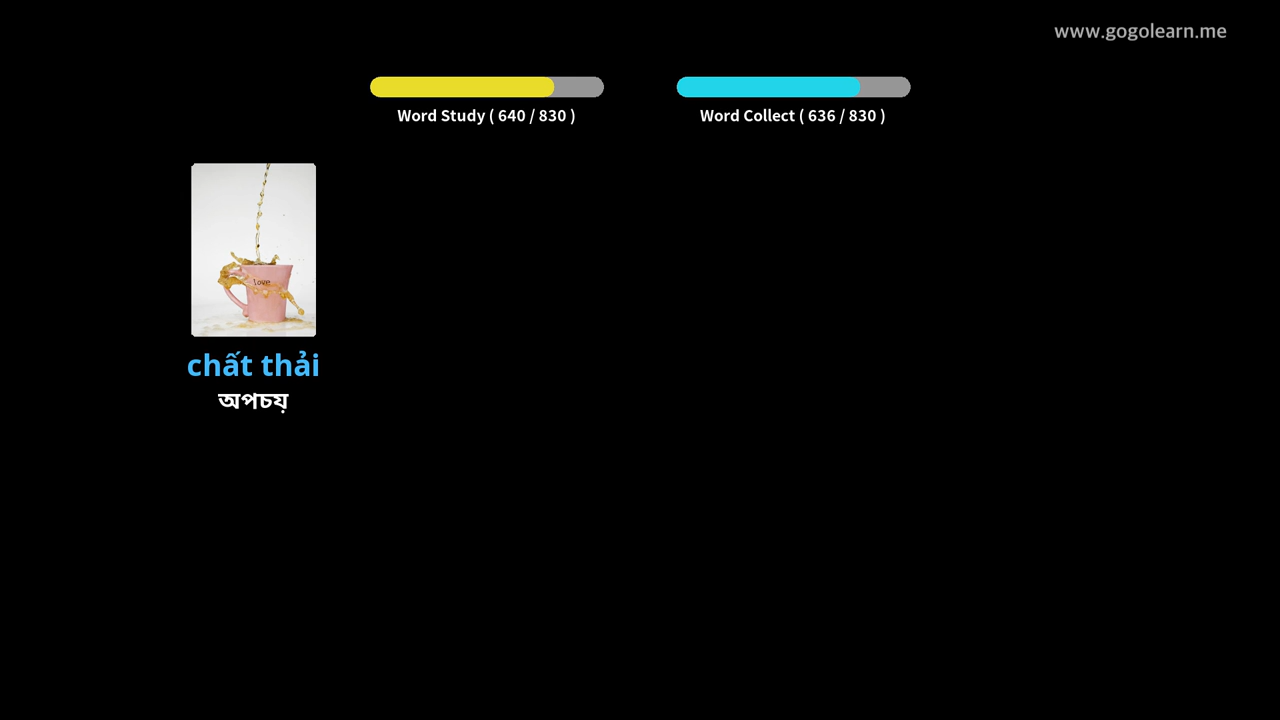 www.gogolearn.me
Word Study ( 640 / 830 )
Word Collect ( 636 / 830 )
love
chất thải
অপচয়